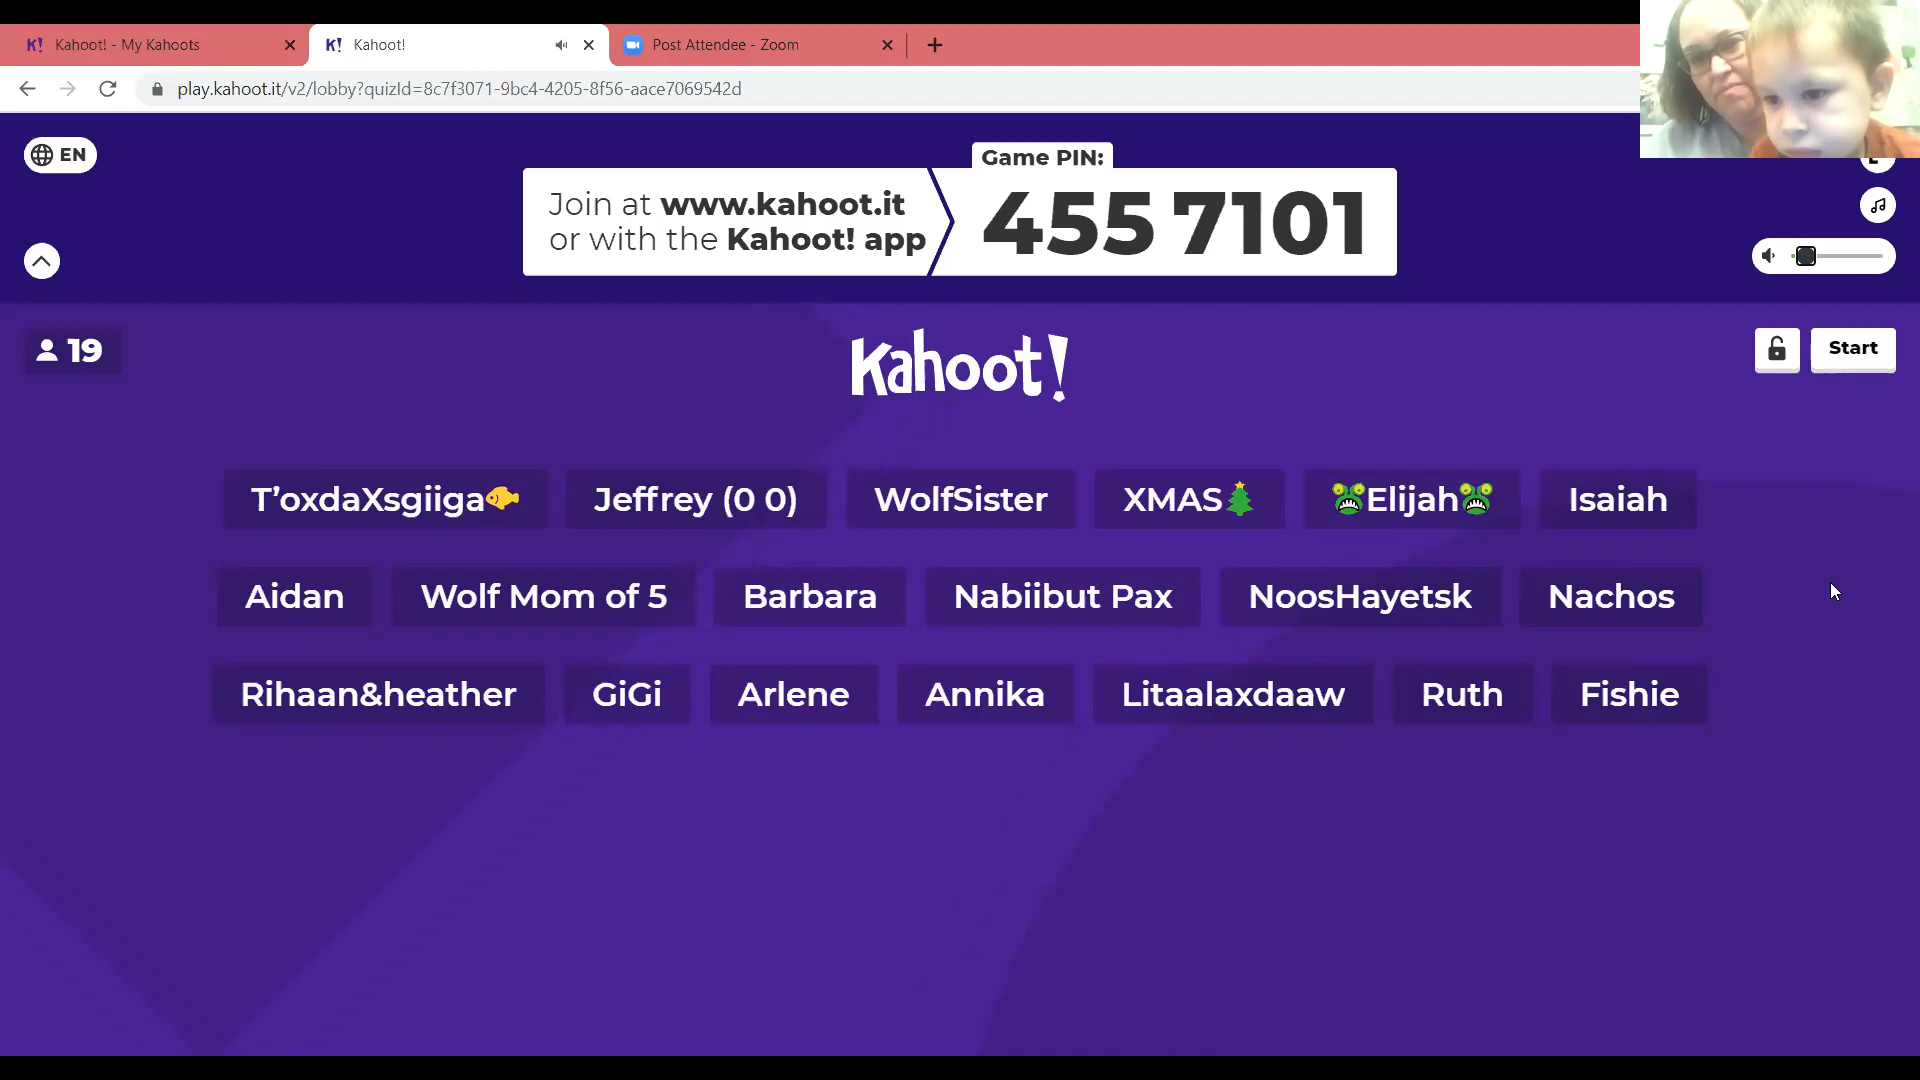 Kahoot! - My Kahoots
Kahoot!
Post Attendee - Zoom
play.kahoot.it/v2/lobby?quizId=8c7f3071-9bc4-4205-8f56-aace7069542d
EN
Game PIN:
Join at www.kahoot.it
or with the Kahoot! app
455 7101
19
Kahoot!
Start
T’oxdaXsgiiga🐠 Jeffrey (0 0) WolfSister XMAS🎄 👹Elijah👹 Isaiah
Aidan Wolf Mom of 5 Barbara Nabiibut Pax NoosHayetsk Nachos
Rihaan&heather GiGi Arlene Annika Litaalaxdaaw Ruth Fishie